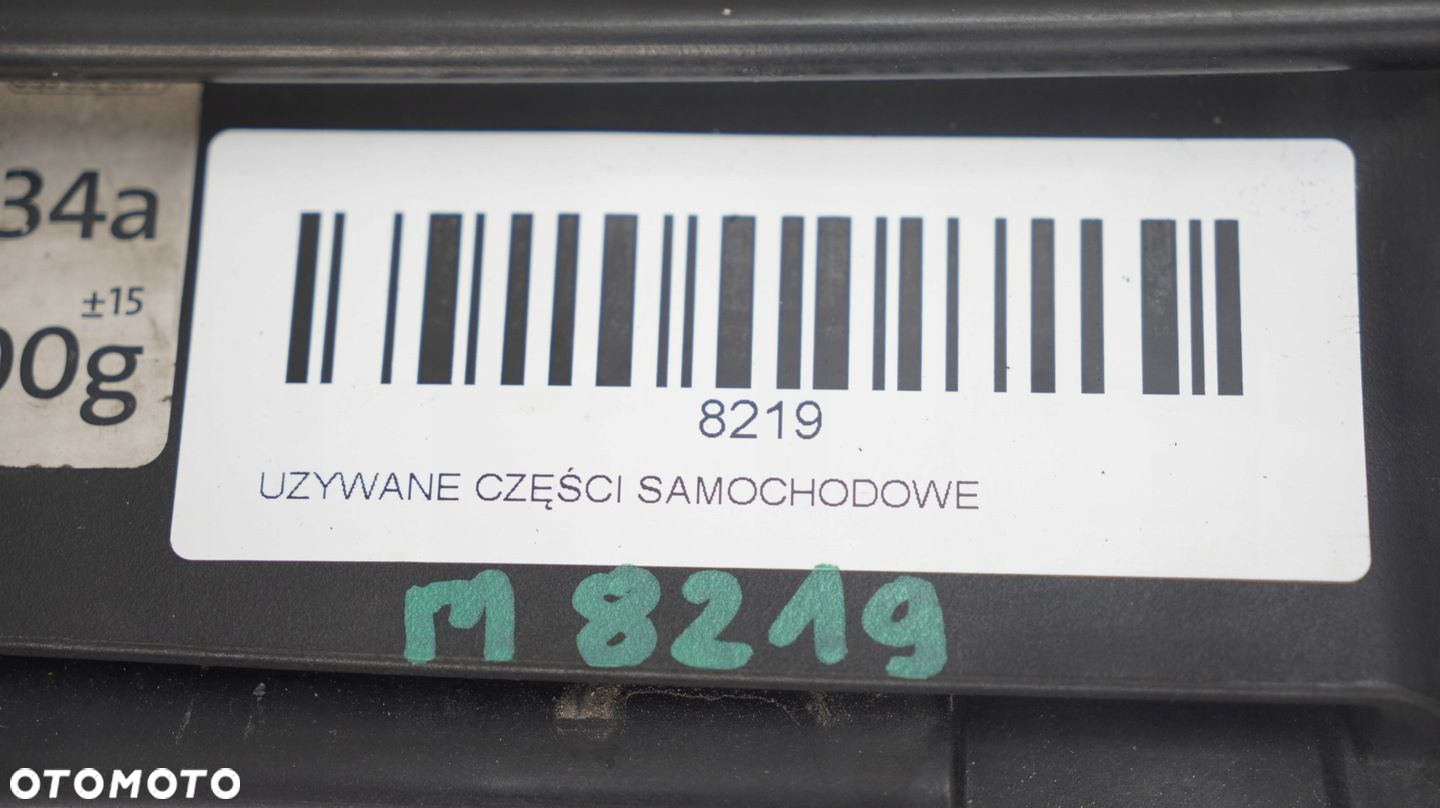 34a
±15
00g
8219
UZYWANE CZĘŚCI SAMOCHODOWE
M 8219
OTOMOTO